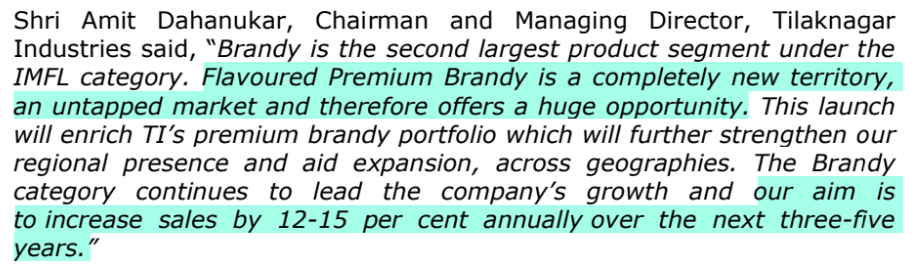 Shri Amit Dahanukar, Chairman and Managing Director, Tilaknagar
Industries said, “Brandy is the second largest product segment under the
IMFL category. Flavoured Premium Brandy is a completely new territory,
an untapped market and therefore offers a huge opportunity. This launch
will enrich TI’s premium brandy portfolio which will further strengthen our
regional presence and aid expansion, across geographies. The Brandy
category continues to lead the company’s growth and our aim is
to increase sales by 12-15 per cent annually over the next three-five
years.”